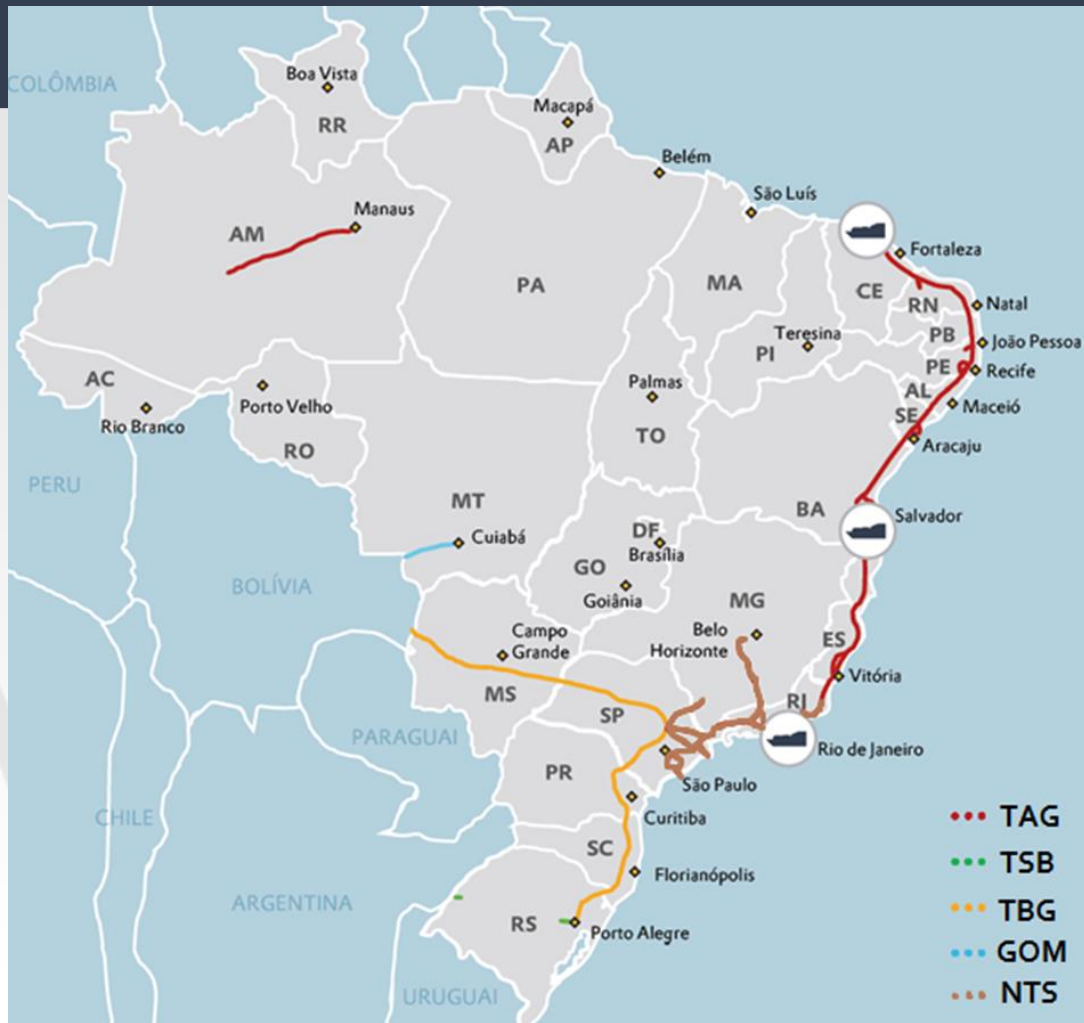 COLÔMBIA
Boa Vista
RR
Macapá
AP
Belém
São Luís
Manaus
AM
Fortaleza
PA
MA
CE
RN
Natal
PB
João Pessoa
Teresina
PI
PE
Recife
AC
Porto Velho
Palmas
AL
Maceió
SE
Rio Branco
TO
Aracaju
RO
PERU
MT
BA
Salvador
Cuiabá
DF
Brasília
GO
Goiânia
BOLÍVIA
MG
Belo
Horizonte
Campo
Grande
ES
Vitória
MS
RJ
SP
PARAGUAI
Rio de Janeiro
PR
São Paulo
CHILE
Curitiba
TAG
SC
TSB
Florianópolis
ARGENTINA
TBG
RS
Porto Alegre
GOM
URUGUAI
NTS